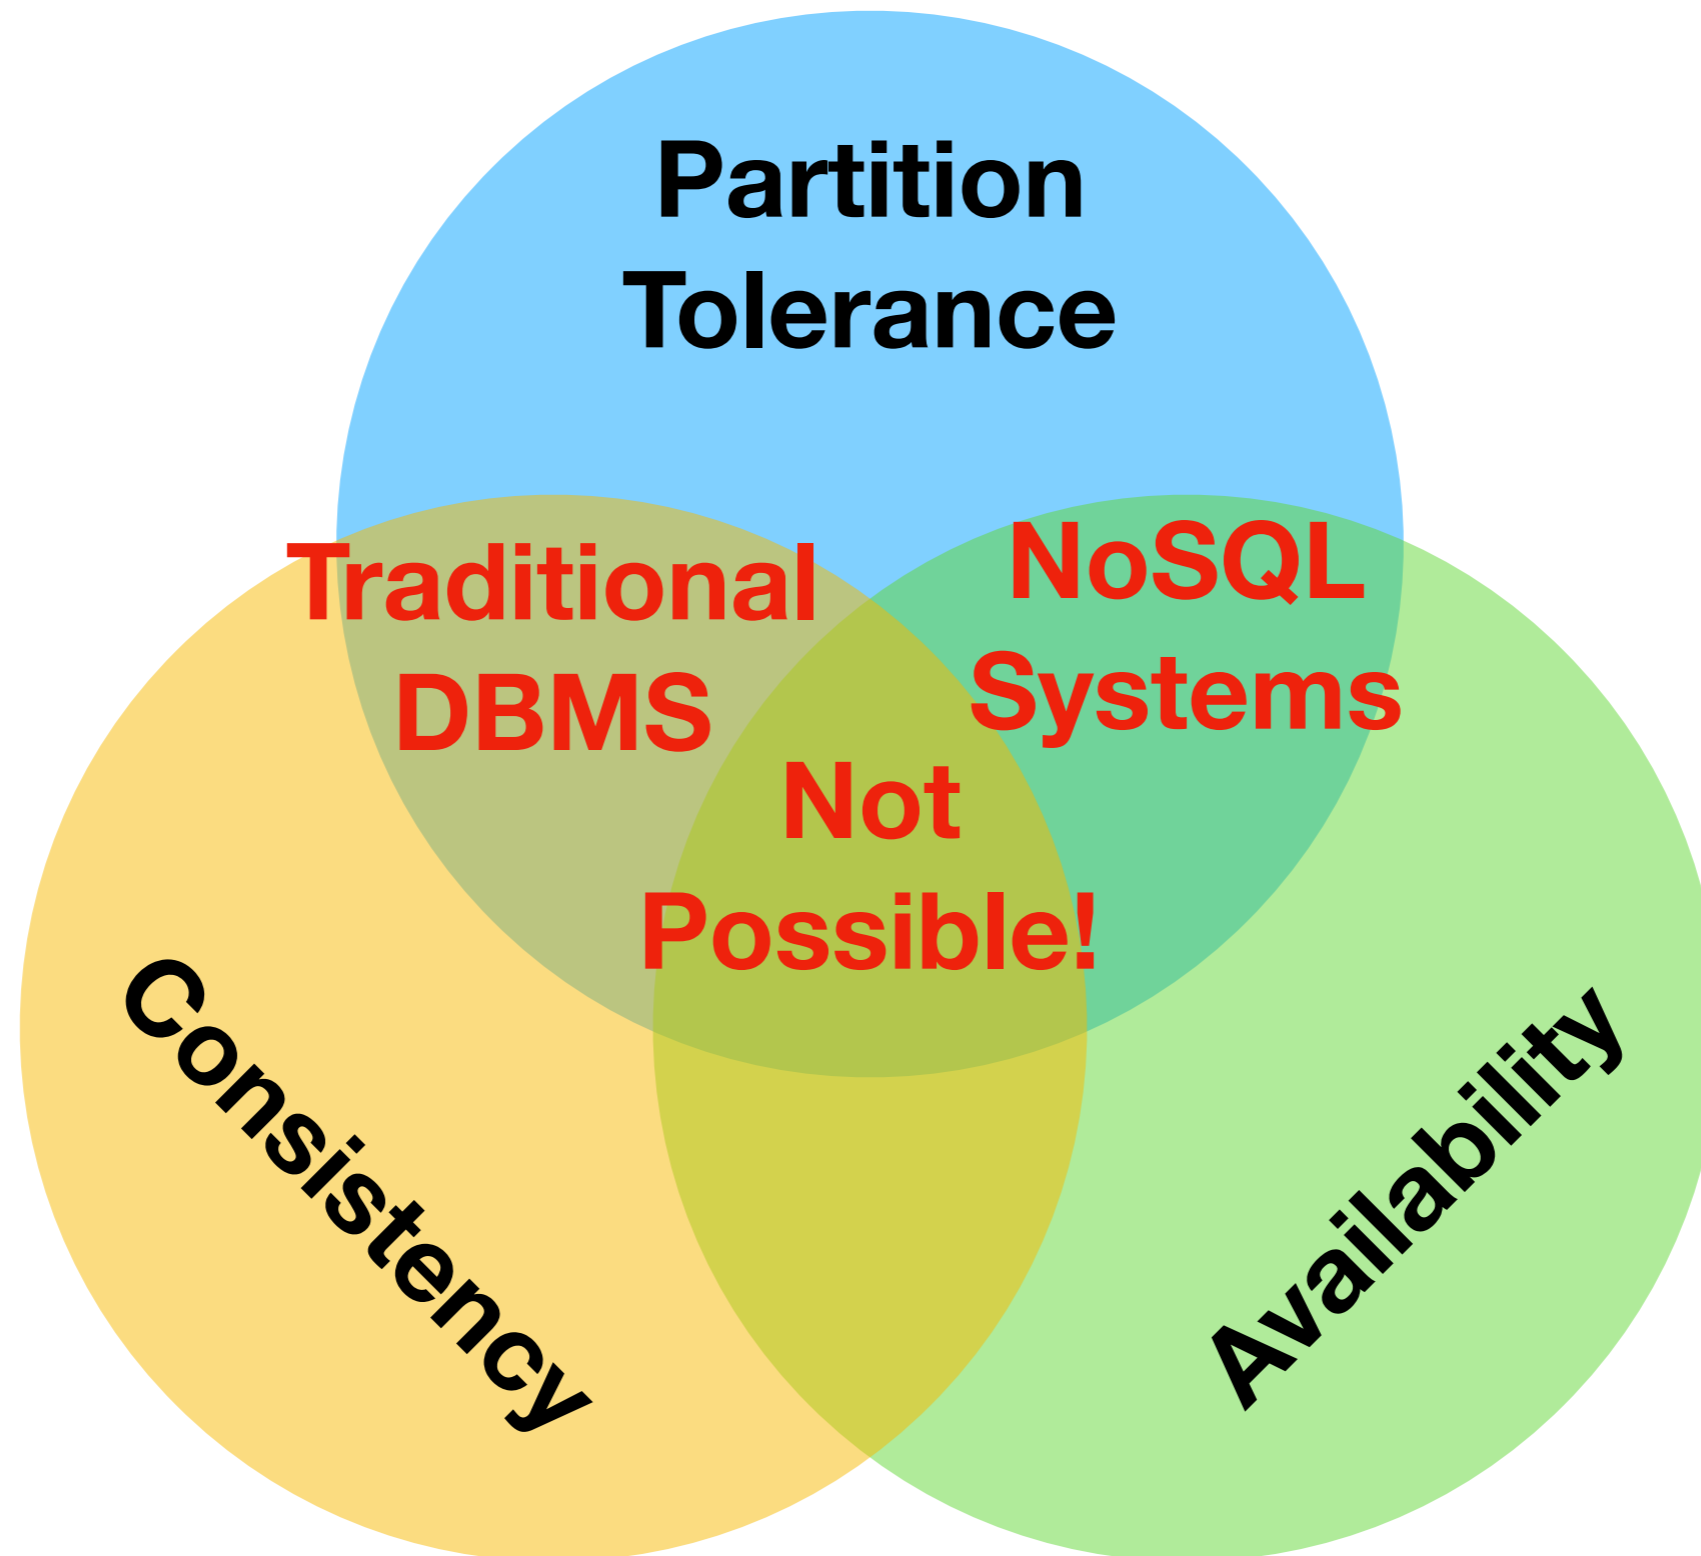 Partition
Tolerance
Traditional
DBMS
NoSQL
Systems
Not
Possible!
Consistency
Availability